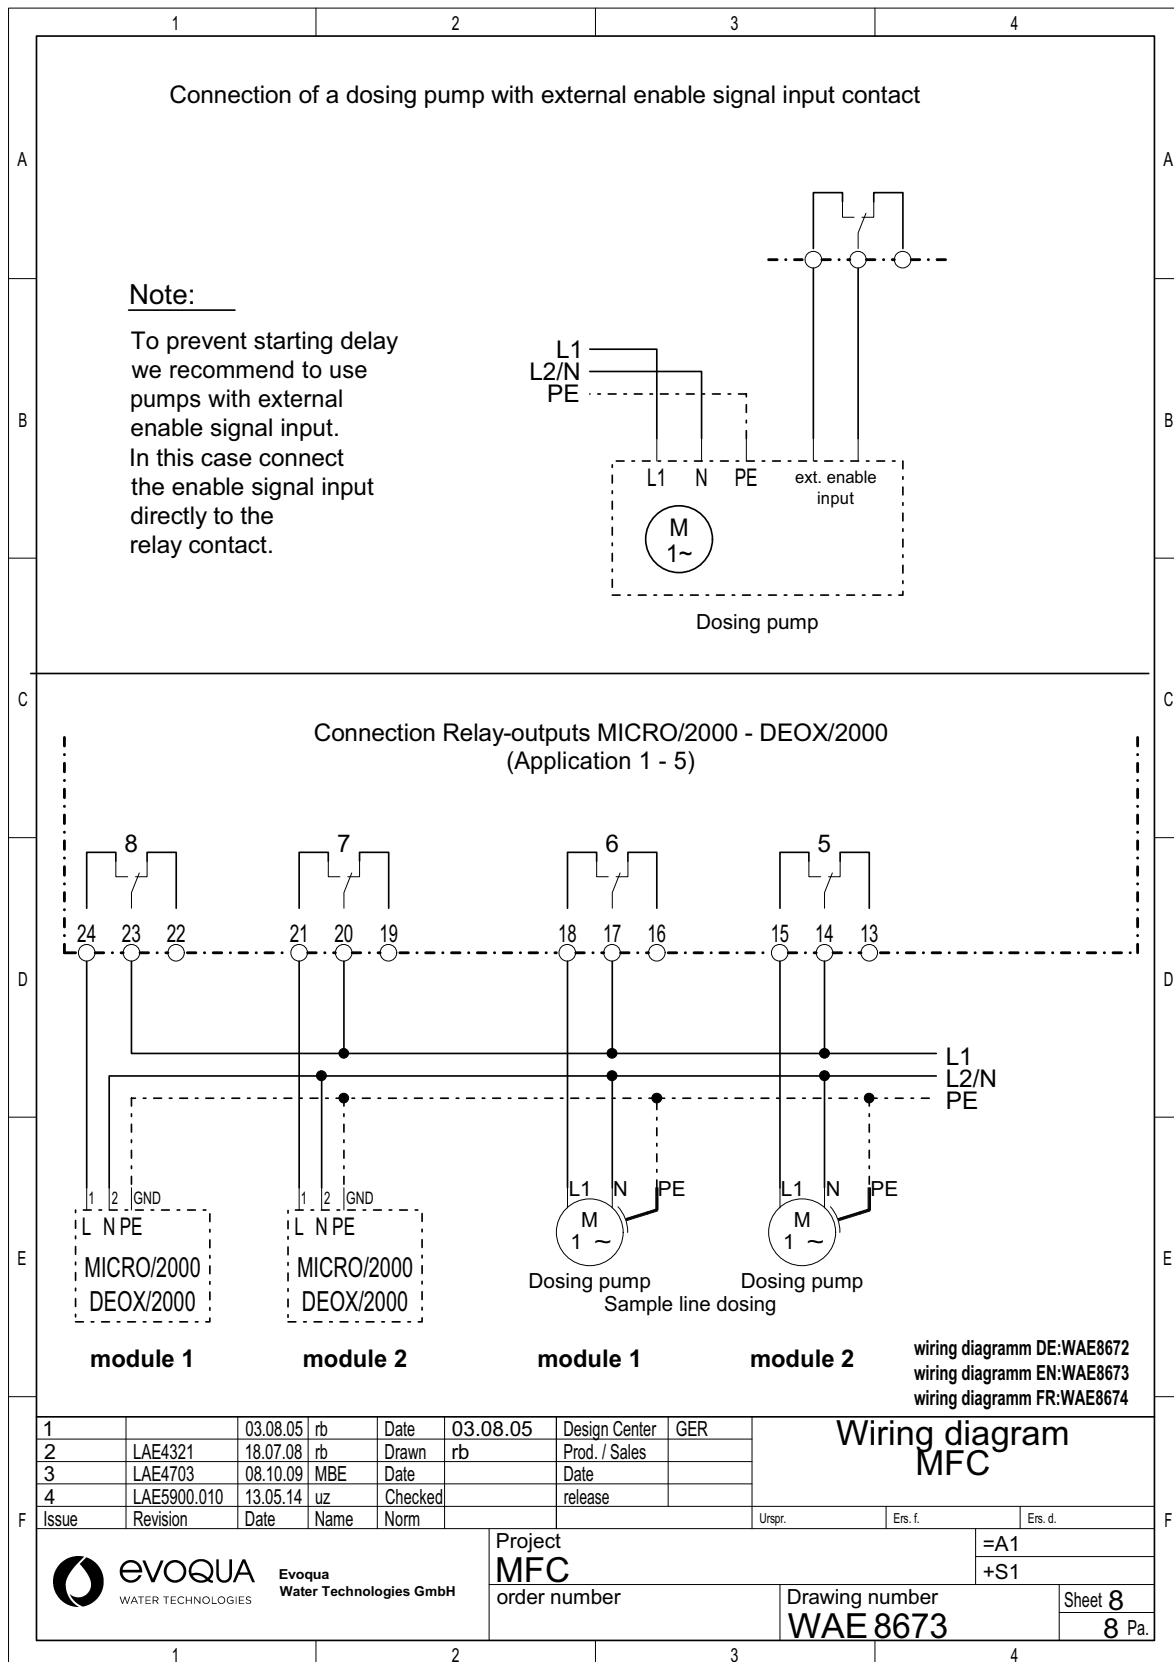 1 2 3 4
Connection of a dosing pump with external enable signal input contact
A A
Note:
To prevent starting delay
we recommend to use
pumps with external
enable signal input.
In this case connect
the enable signal input
directly to the
relay contact.
L1
L2/N
PE
B B
L1 N PE ext. enable
input
M
1~
Dosing pump
C C
Connection Relay-outputs MICRO/2000 - DEOX/2000
(Application 1 - 5)
8 7 6 5
24 23 22 21 20 19 18 17 16 15 14 13
D D
L1
L2/N
PE
1 2 GND 1 2 GND L1 N PE L1 N PE
L N PE L N PE M M
1 ~ 1 ~
E E
MICRO/2000 MICRO/2000
DEOX/2000 DEOX/2000
Dosing pump Dosing pump
Sample line dosing
module 1 module 2 module 1 module 2
wiring diagramm DE:WAE8672
wiring diagramm EN:WAE8673
wiring diagramm FR:WAE8674
1 03.08.05 rb Date 03.08.05 Design Center GER
2 LAE4321 18.07.08 rb Drawn rb Prod. / Sales
3 LAE4703 08.10.09 MBE Date Date
4 LAE5900.010 13.05.14 uz Checked release
Issue Revision Date Name Norm
Wiring diagram
MFC
Urspr. Ers. f. Ers. d.
F F
evoqua
WATER TECHNOLOGIES
Evoqua
Water Technologies GmbH
Project
MFC
order number
=A1
+S1
Drawing number
WAE 8673
Sheet 8
8 Pa.
1 2 3 4